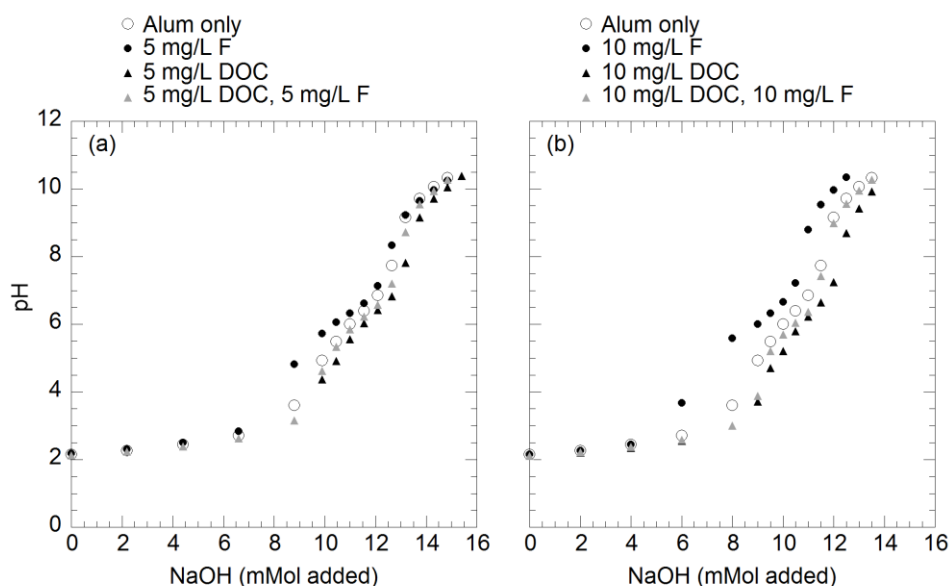 Alum only
5 mg/L F
5 mg/L DOC
5 mg/L DOC, 5 mg/L F
Alum only
10 mg/L F
10 mg/L DOC
10 mg/L DOC, 10 mg/L F
(a)
(b)
12
10
8
6
4
2
0
pH
0 2 4 6 8 10 12 14 16
0 2 4 6 8 10 12 14 16
NaOH (mMol added)
NaOH (mMol added)